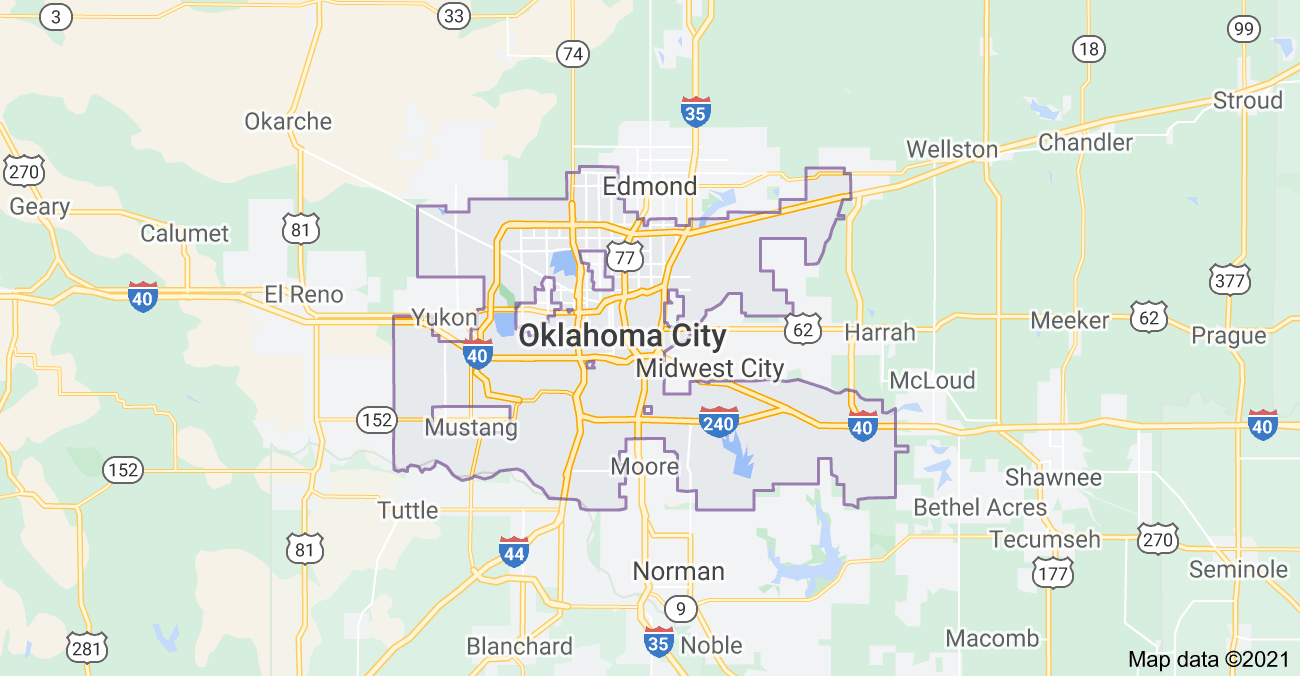 3
33
74
99
18
35
Stroud
Okarche
Chandler
Wellston
270
Edmond
Geary
81
Calumet
77
377
40
El Reno
Yukon
62
62
Oklahoma City
Harrah
Meeker
Prague
40
Midwest City
McLoud
152
Mustang
240
40
40
152
Moore
Shawnee
Tuttle
Bethel Acres
44
81
Tecumseh
270
Norman
177
Seminole
9
281
Blanchard
35
Noble
Macomb
Map data ©2021